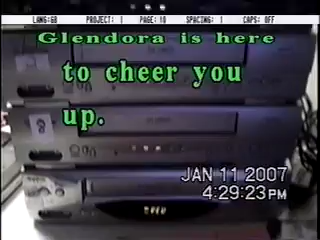 LANG:GB PROJECT: 1 PAGE: 10 SPACING: 1 CAPS: OFF
Glendora is here
to cheer you
up.
8
JAN 11 2007
4:29:23PM